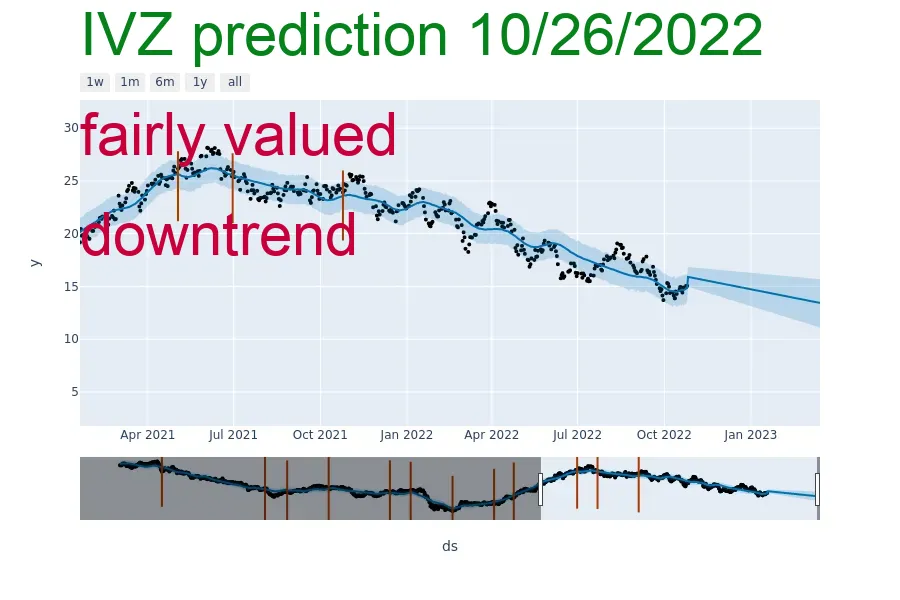 IVZ prediction 10/26/2022
1w 1m 6m 1y all
30
fairly valued
25
20
downtrend
y
15
10
5
Apr 2021 Jul 2021 Oct 2021 Jan 2022 Apr 2022 Jul 2022 Oct 2022 Jan 2023
ds